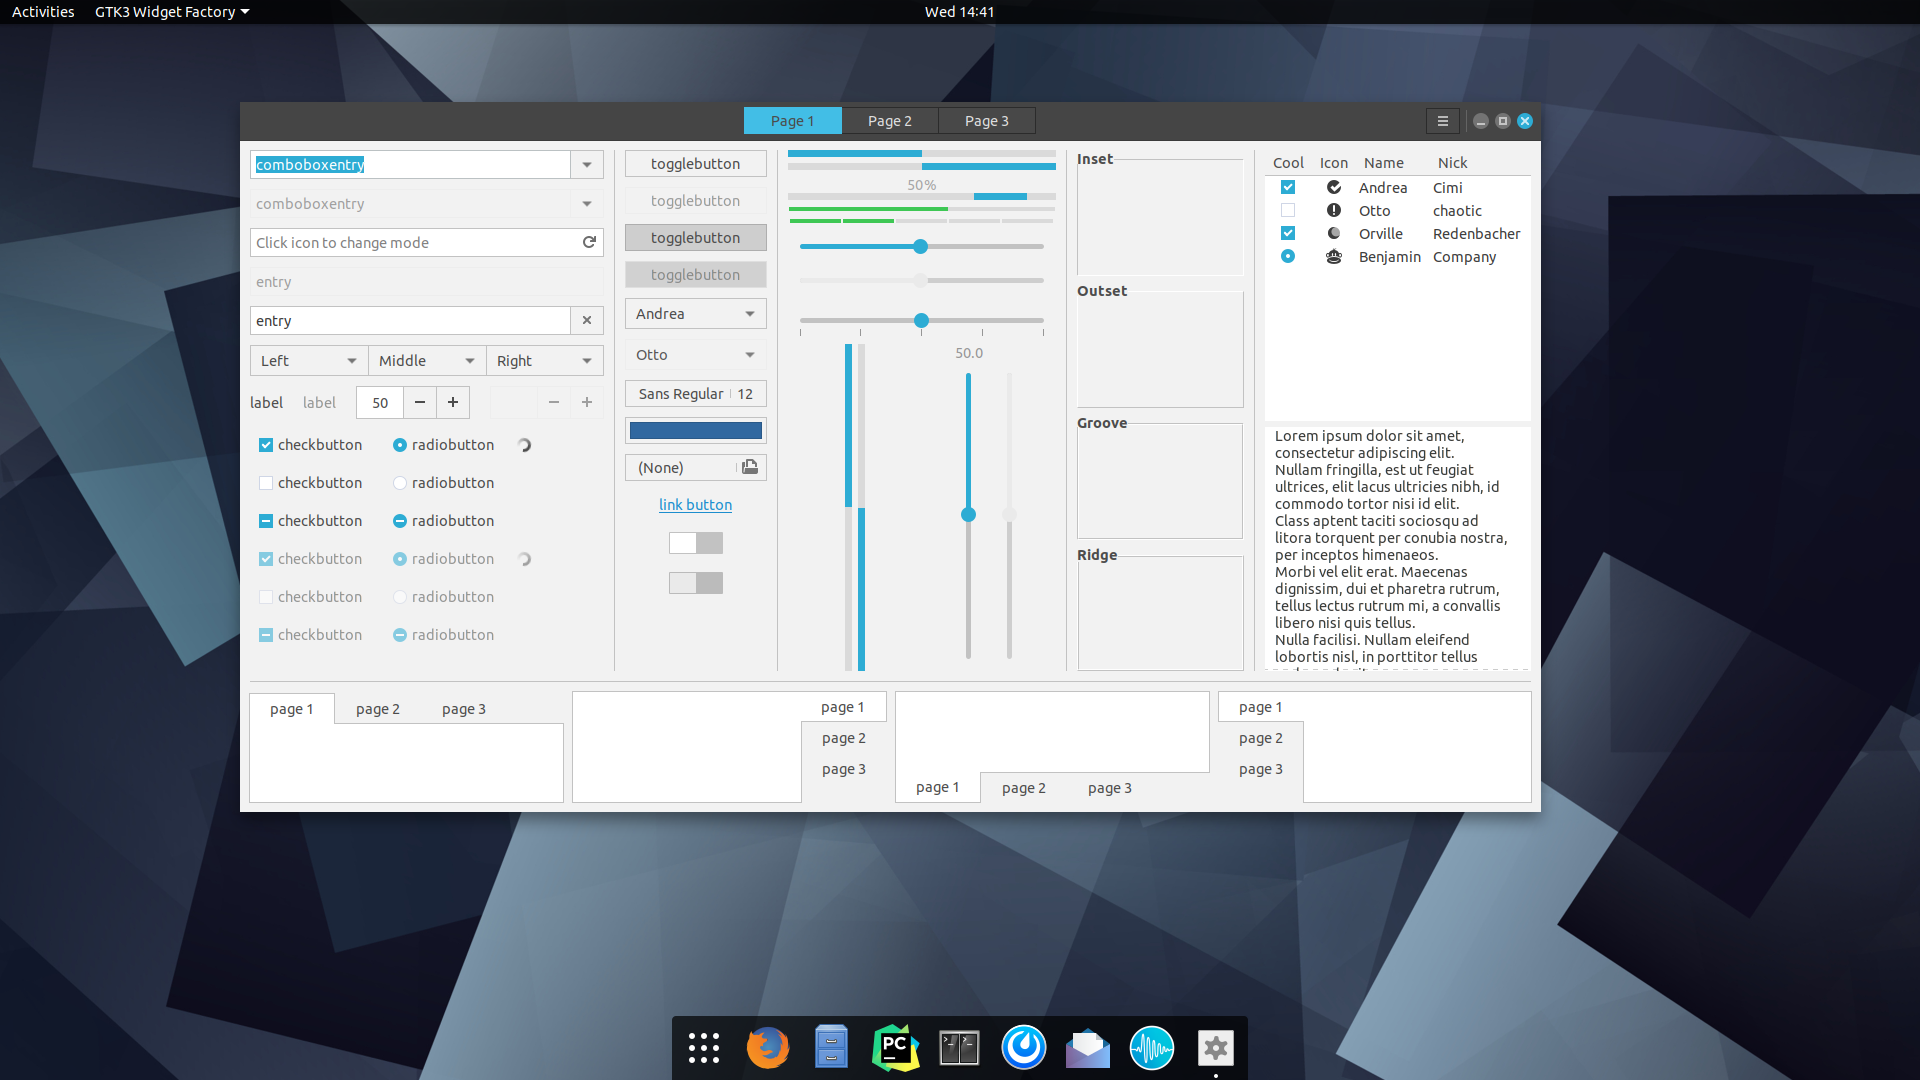 Activities GTK3 Widget Factory Wed 14:41
Page 1 Page 2 Page 3
comboboxentry
comboboxentry
Click icon to change mode
entry
entry
Left Middle Right
label label 50
checkbutton radiobutton
checkbutton radiobutton
checkbutton radiobutton
checkbutton radiobutton
checkbutton radiobutton
checkbutton radiobutton
togglebutton
togglebutton
togglebutton
togglebutton
Andrea
Otto
Sans Regular 12
(None)
link button
50%
50.0
Inset
Outset
Groove
Ridge
Cool Icon Name Nick
Andrea Cimi
Otto chaotic
Orville Redenbacher
Benjamin Company
Lorem ipsum dolor sit amet,
consectetur adipiscing elit.
Nullam fringilla, est ut feugiat
ultrices, elit lacus ultricies nibh, id
commodo tortor nisi id elit.
Class aptent taciti sociosqu ad
litora torquent per conubia nostra,
per inceptos himenaeos.
Morbi vel elit erat. Maecenas
dignissim, dui et pharetra rutrum,
tellus lectus rutrum mi, a convallis
libero nisi quis tellus.
Nulla facilisi. Nullam eleifend
lobortis nisl, in porttitor tellus
page 1 page 2 page 3
page 1
page 2
page 3
page 1 page 2 page 3
page 1
page 2
page 3
PC